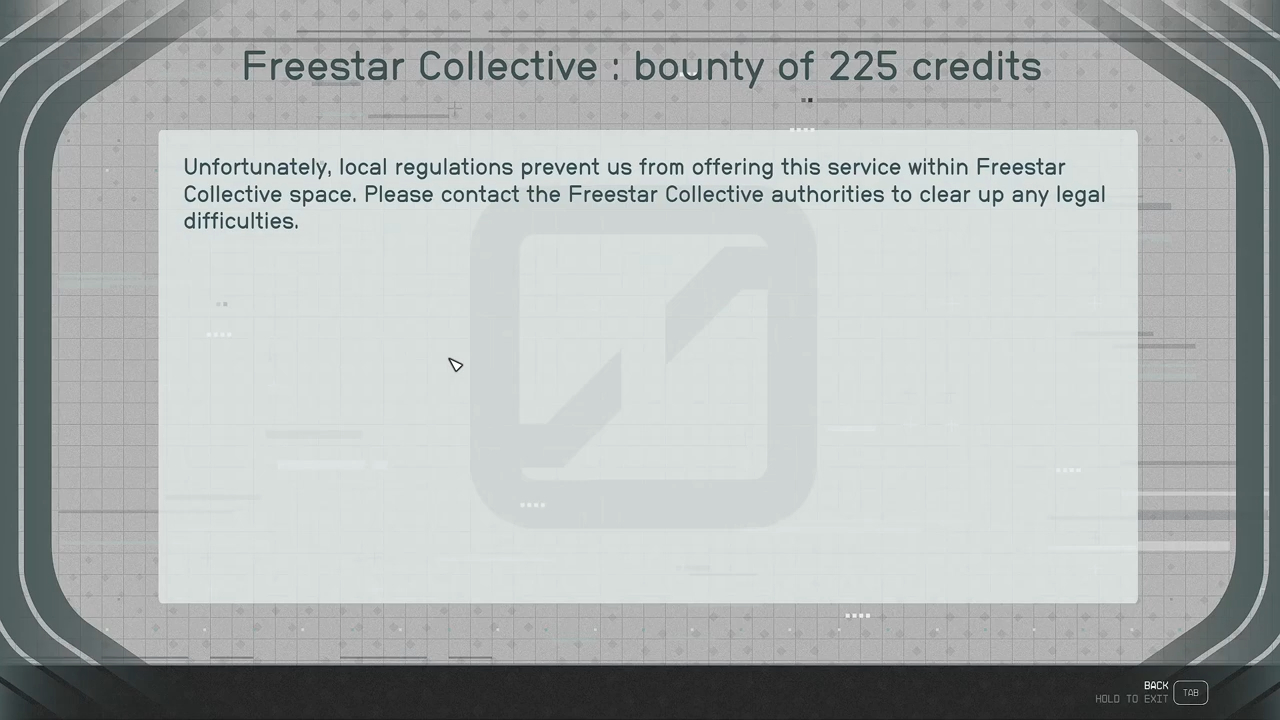 Freestar Collective : bounty of 225 credits
Unfortunately, local regulations prevent us from offering this service within Freestar
Collective space. Please contact the Freestar Collective authorities to clear up any legal
difficulties.
BACK
HOLD TO EXIT
TAB